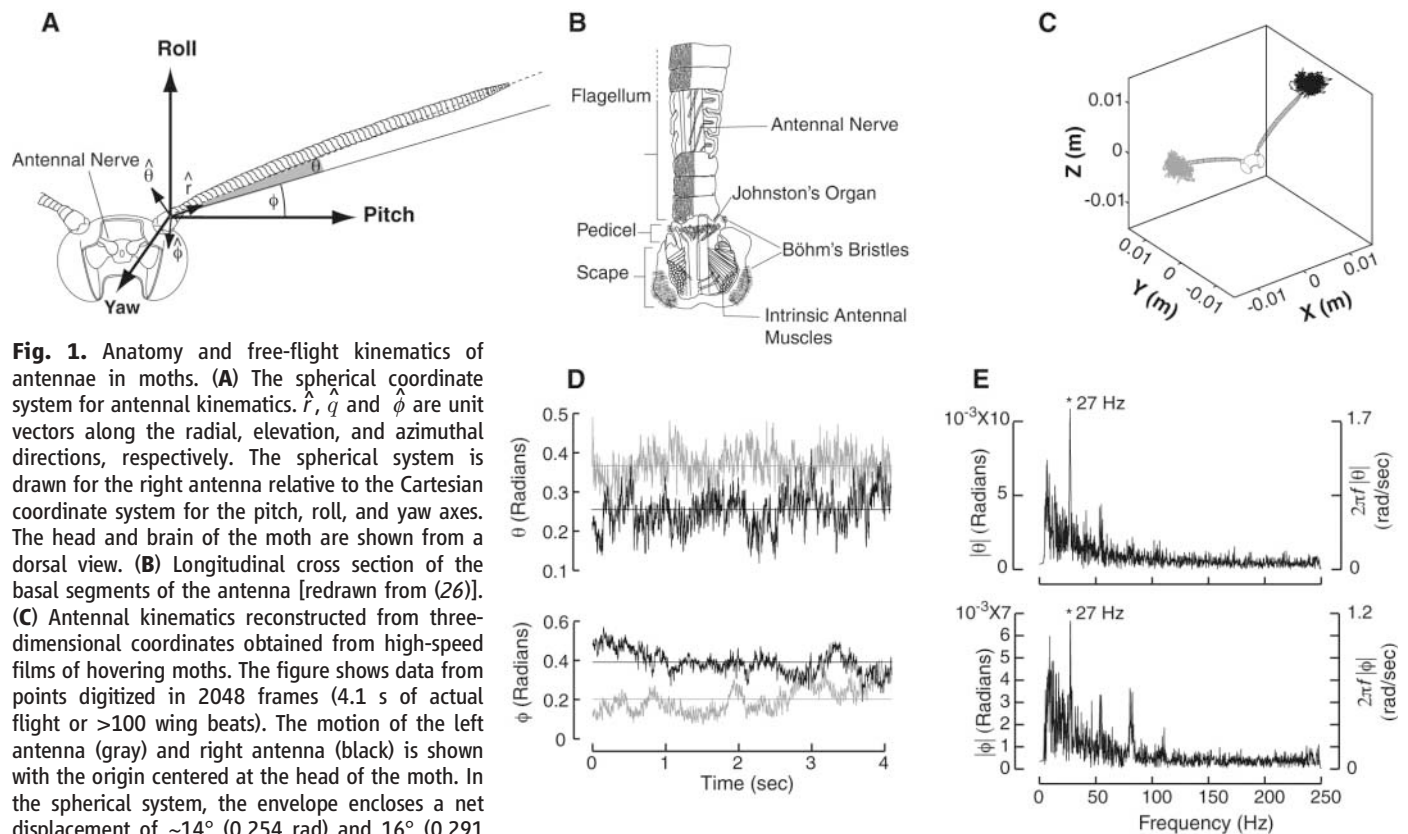 A
Roll
Antennal Nerve
θ̂
r̂
θ
ϕ
Pitch
ϕ̂
Yaw
B
Flagellum
Antennal Nerve
Johnston's Organ
Pedicel
Böhm's Bristles
Scape
Intrinsic Antennal
Muscles
C
Z (m)
0.01
0
-0.01
0.01
0
-0.01
Y (m)
-0.01
0
0.01
X (m)
Fig. 1. Anatomy and free-flight kinematics of
antennae in moths. (A) The spherical coordinate
system for antennal kinematics. r̂, q̂ and ϕ̂ are unit
vectors along the radial, elevation, and azimuthal
directions, respectively. The spherical system is
drawn for the right antenna relative to the Cartesian
coordinate system for the pitch, roll, and yaw axes.
The head and brain of the moth are shown from a
dorsal view. (B) Longitudinal cross section of the
basal segments of the antenna [redrawn from (26)].
(C) Antennal kinematics reconstructed from three-
dimensional coordinates obtained from high-speed
films of hovering moths. The figure shows data from
points digitized in 2048 frames (4.1 s of actual
flight or >100 wing beats). The motion of the left
antenna (gray) and right antenna (black) is shown
with the origin centered at the head of the moth. In
the spherical system, the envelope encloses a net
displacement of ~14° (0.254 rad) and 16° (0.291
D
θ (Radians)
0.5
0.4
0.3
0.2
0.1
ϕ (Radians)
0.6
0.4
0.2
0
0 1 2 3 4
Time (sec)
E
* 27 Hz
10⁻³X10
5
0
|θ| (Radians)
1.7
0
2πf |θ|
(rad/sec)
* 27 Hz
10⁻³X7
6
5
4
3
2
1
0
|ϕ| (Radians)
1.2
0
2πf |ϕ|
(rad/sec)
0 50 100 150 200 250
Frequency (Hz)